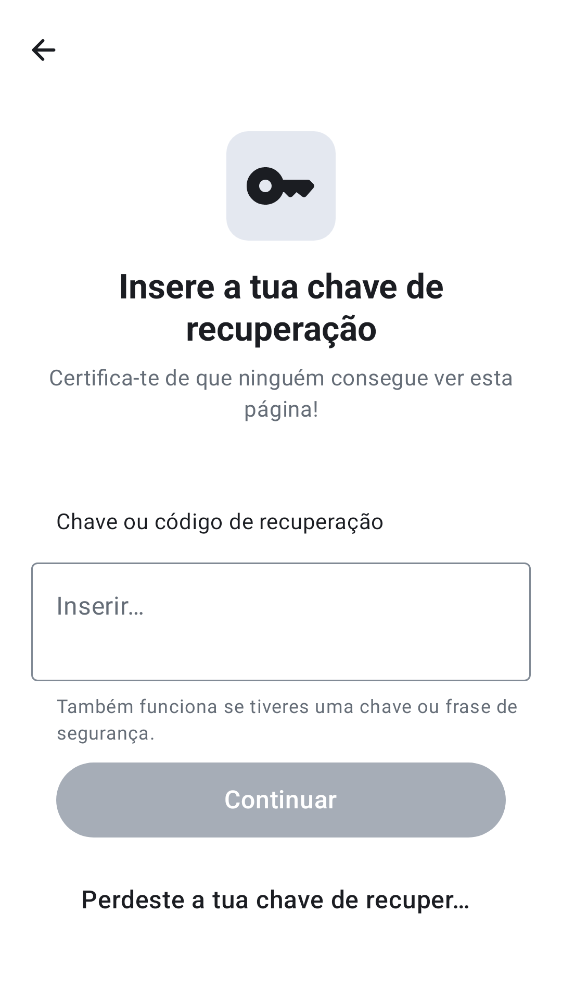 Insere a tua chave de
recuperação
Certifica-te de que ninguém consegue ver esta
página!
Chave ou código de recuperação
Inserir…
Também funciona se tiveres uma chave ou frase de
segurança.
Continuar
Perdeste a tua chave de recuper…